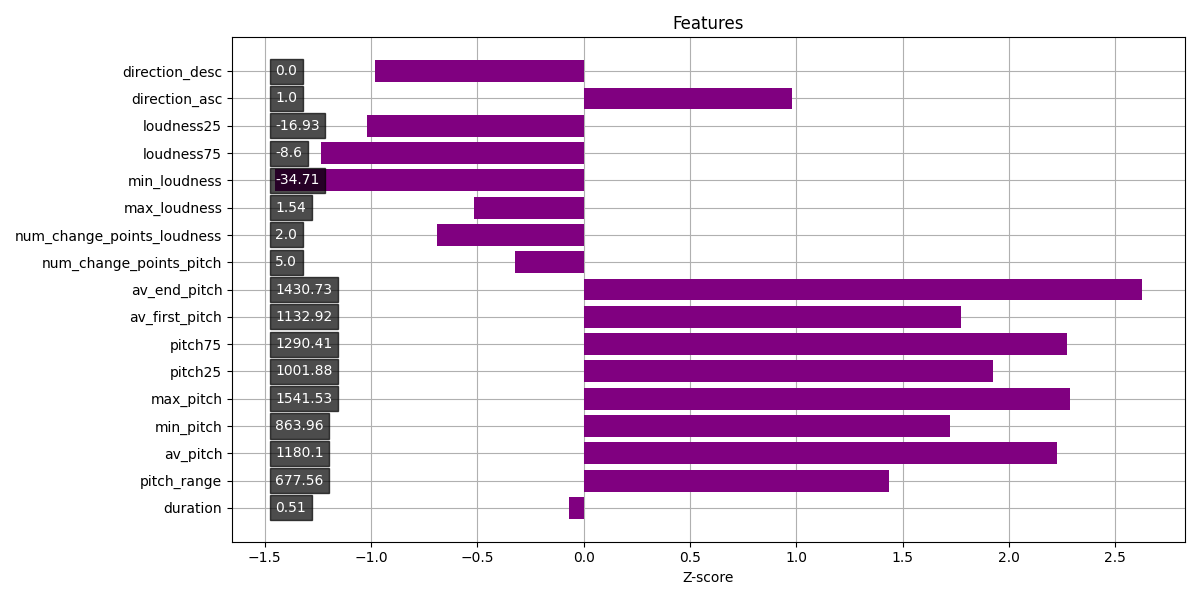 Features
direction_desc 0.0
direction_asc 1.0
loudness25 -16.93
loudness75 -8.6
min_loudness -34.71
max_loudness 1.54
num_change_points_loudness 2.0
num_change_points_pitch 5.0
av_end_pitch 1430.73
av_first_pitch 1132.92
pitch75 1290.41
pitch25 1001.88
max_pitch 1541.53
min_pitch 863.96
av_pitch 1180.1
pitch_range 677.56
duration 0.51
−1.5 −1.0 −0.5 0.0 0.5 1.0 1.5 2.0 2.5
Z-score